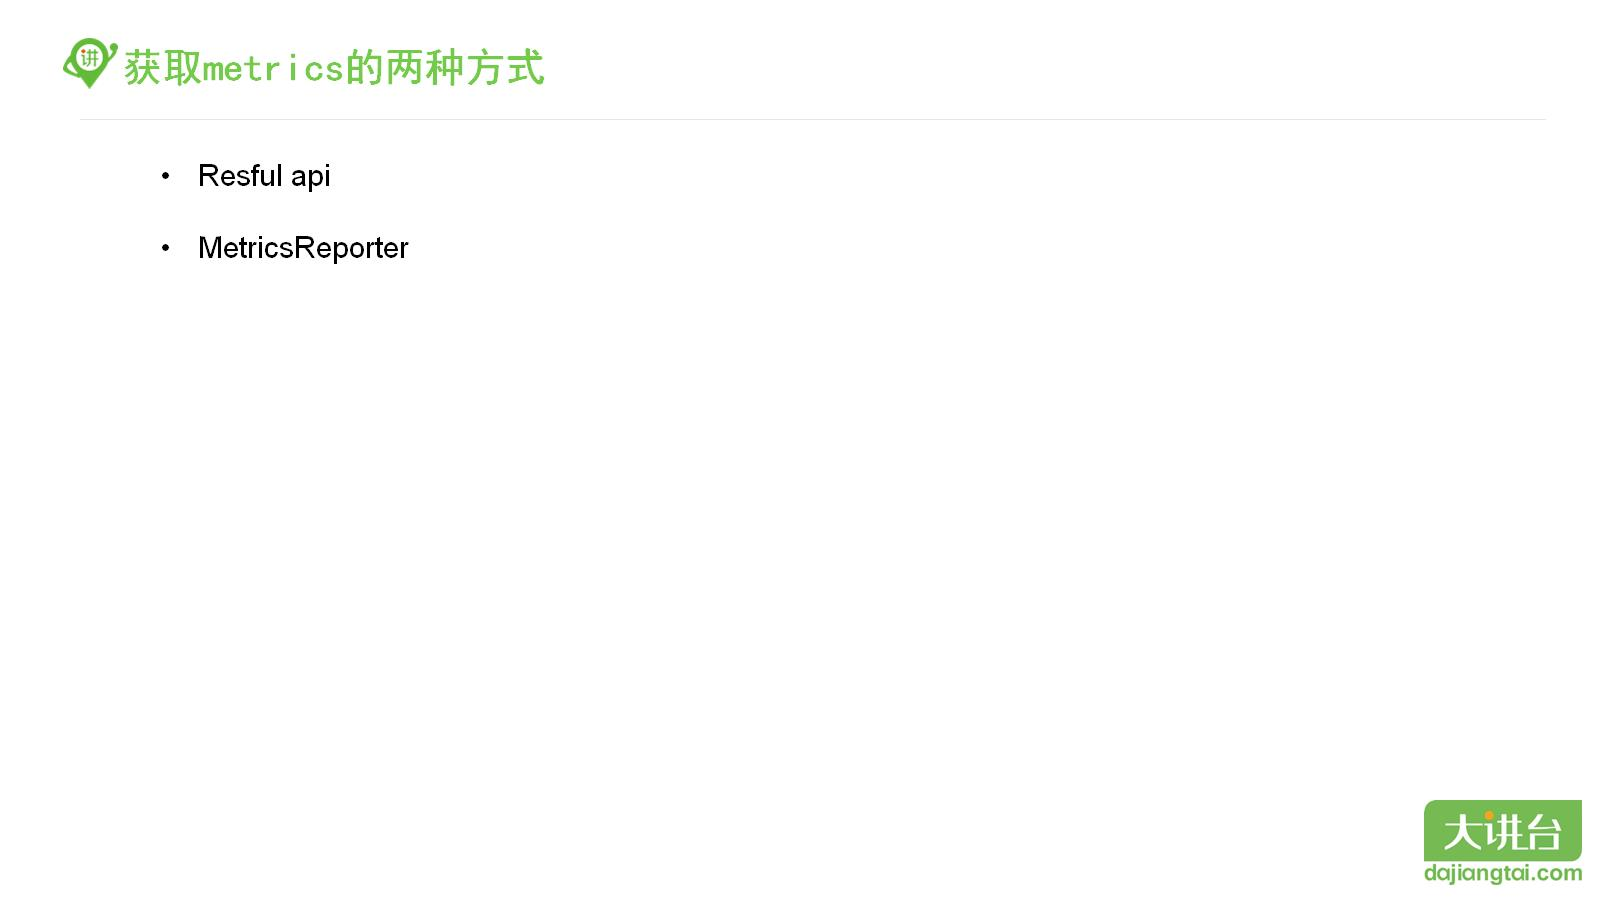 讲
获取metrics的两种方式
• Resful api
• MetricsReporter
大讲台
dajiangtai.com